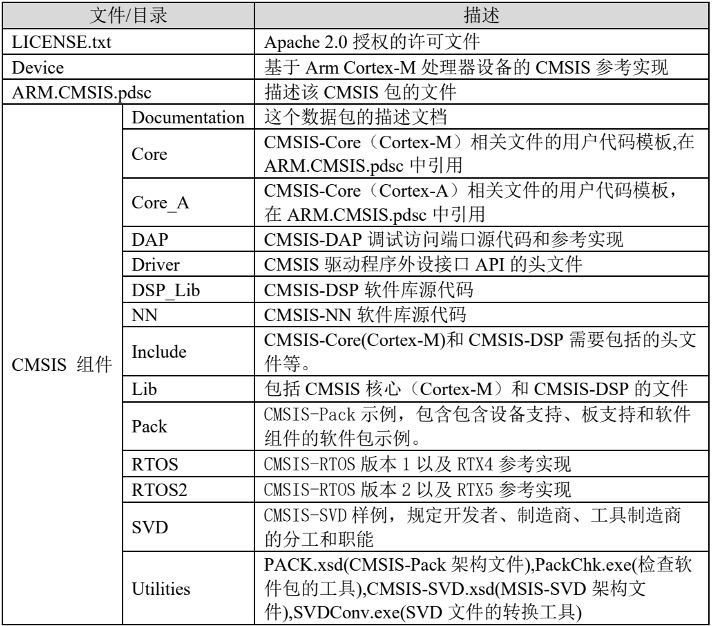 文件/目录 描述
LICENSE.txt Apache 2.0 授权的许可文件
Device 基于 Arm Cortex-M 处理器设备的 CMSIS 参考实现
ARM.CMSIS.pdsc 描述该 CMSIS 包的文件
CMSIS 组件
Documentation 这个数据包的描述文档
Core CMSIS-Core（Cortex-M）相关文件的用户代码模板,在
ARM.CMSIS.pdsc 中引用
Core_A CMSIS-Core（Cortex-A）相关文件的用户代码模板，
在 ARM.CMSIS.pdsc 中引用
DAP CMSIS-DAP 调试访问端口源代码和参考实现
Driver CMSIS 驱动程序外设接口 API 的头文件
DSP_Lib CMSIS-DSP 软件库源代码
NN CMSIS-NN 软件库源代码
Include CMSIS-Core(Cortex-M)和 CMSIS-DSP 需要包括的头文
件等。
Lib 包括 CMSIS 核心（Cortex-M）和 CMSIS-DSP 的文件
Pack CMSIS-Pack 示例，包含包含设备支持、板支持和软件
组件的软件包示例。
RTOS CMSIS-RTOS 版本 1 以及 RTX4 参考实现
RTOS2 CMSIS-RTOS 版本 2 以及 RTX5 参考实现
SVD CMSIS-SVD 样例，规定开发者、制造商、工具制造商
的分工和职能
Utilities PACK.xsd(CMSIS-Pack 架构文件),PackChk.exe(检查软
件包的工具),CMSIS-SVD.xsd(MSIS-SVD 架构文
件),SVDConv.exe(SVD 文件的转换工具)